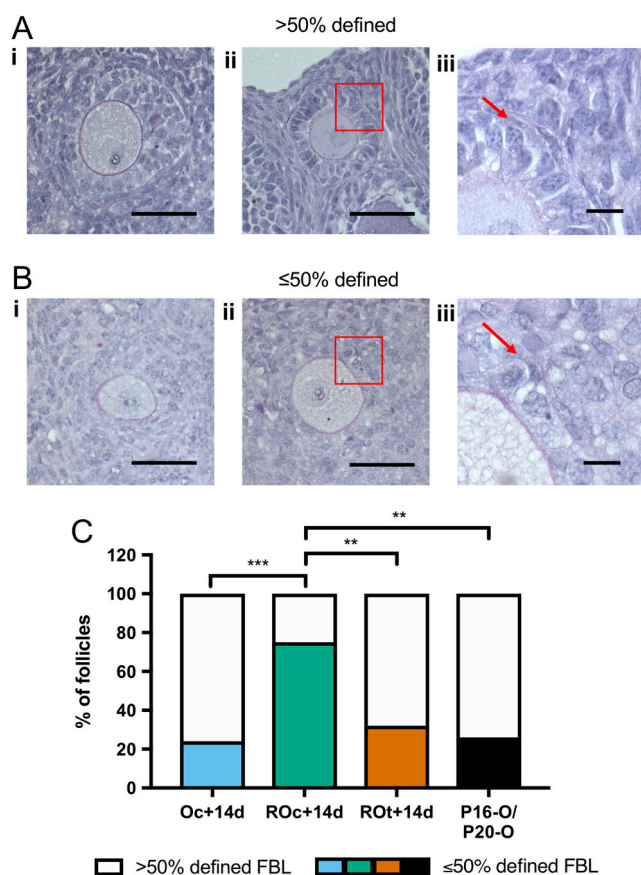 A
>50% defined
i
ii
iii
B
≤50% defined
i
ii
iii
C
**
**
***
120
100
80
60
40
20
0
% of follicles
Oc+14d
ROc+14d
ROt+14d
P16-O/
P20-O
>50% defined FBL
≤50% defined FBL